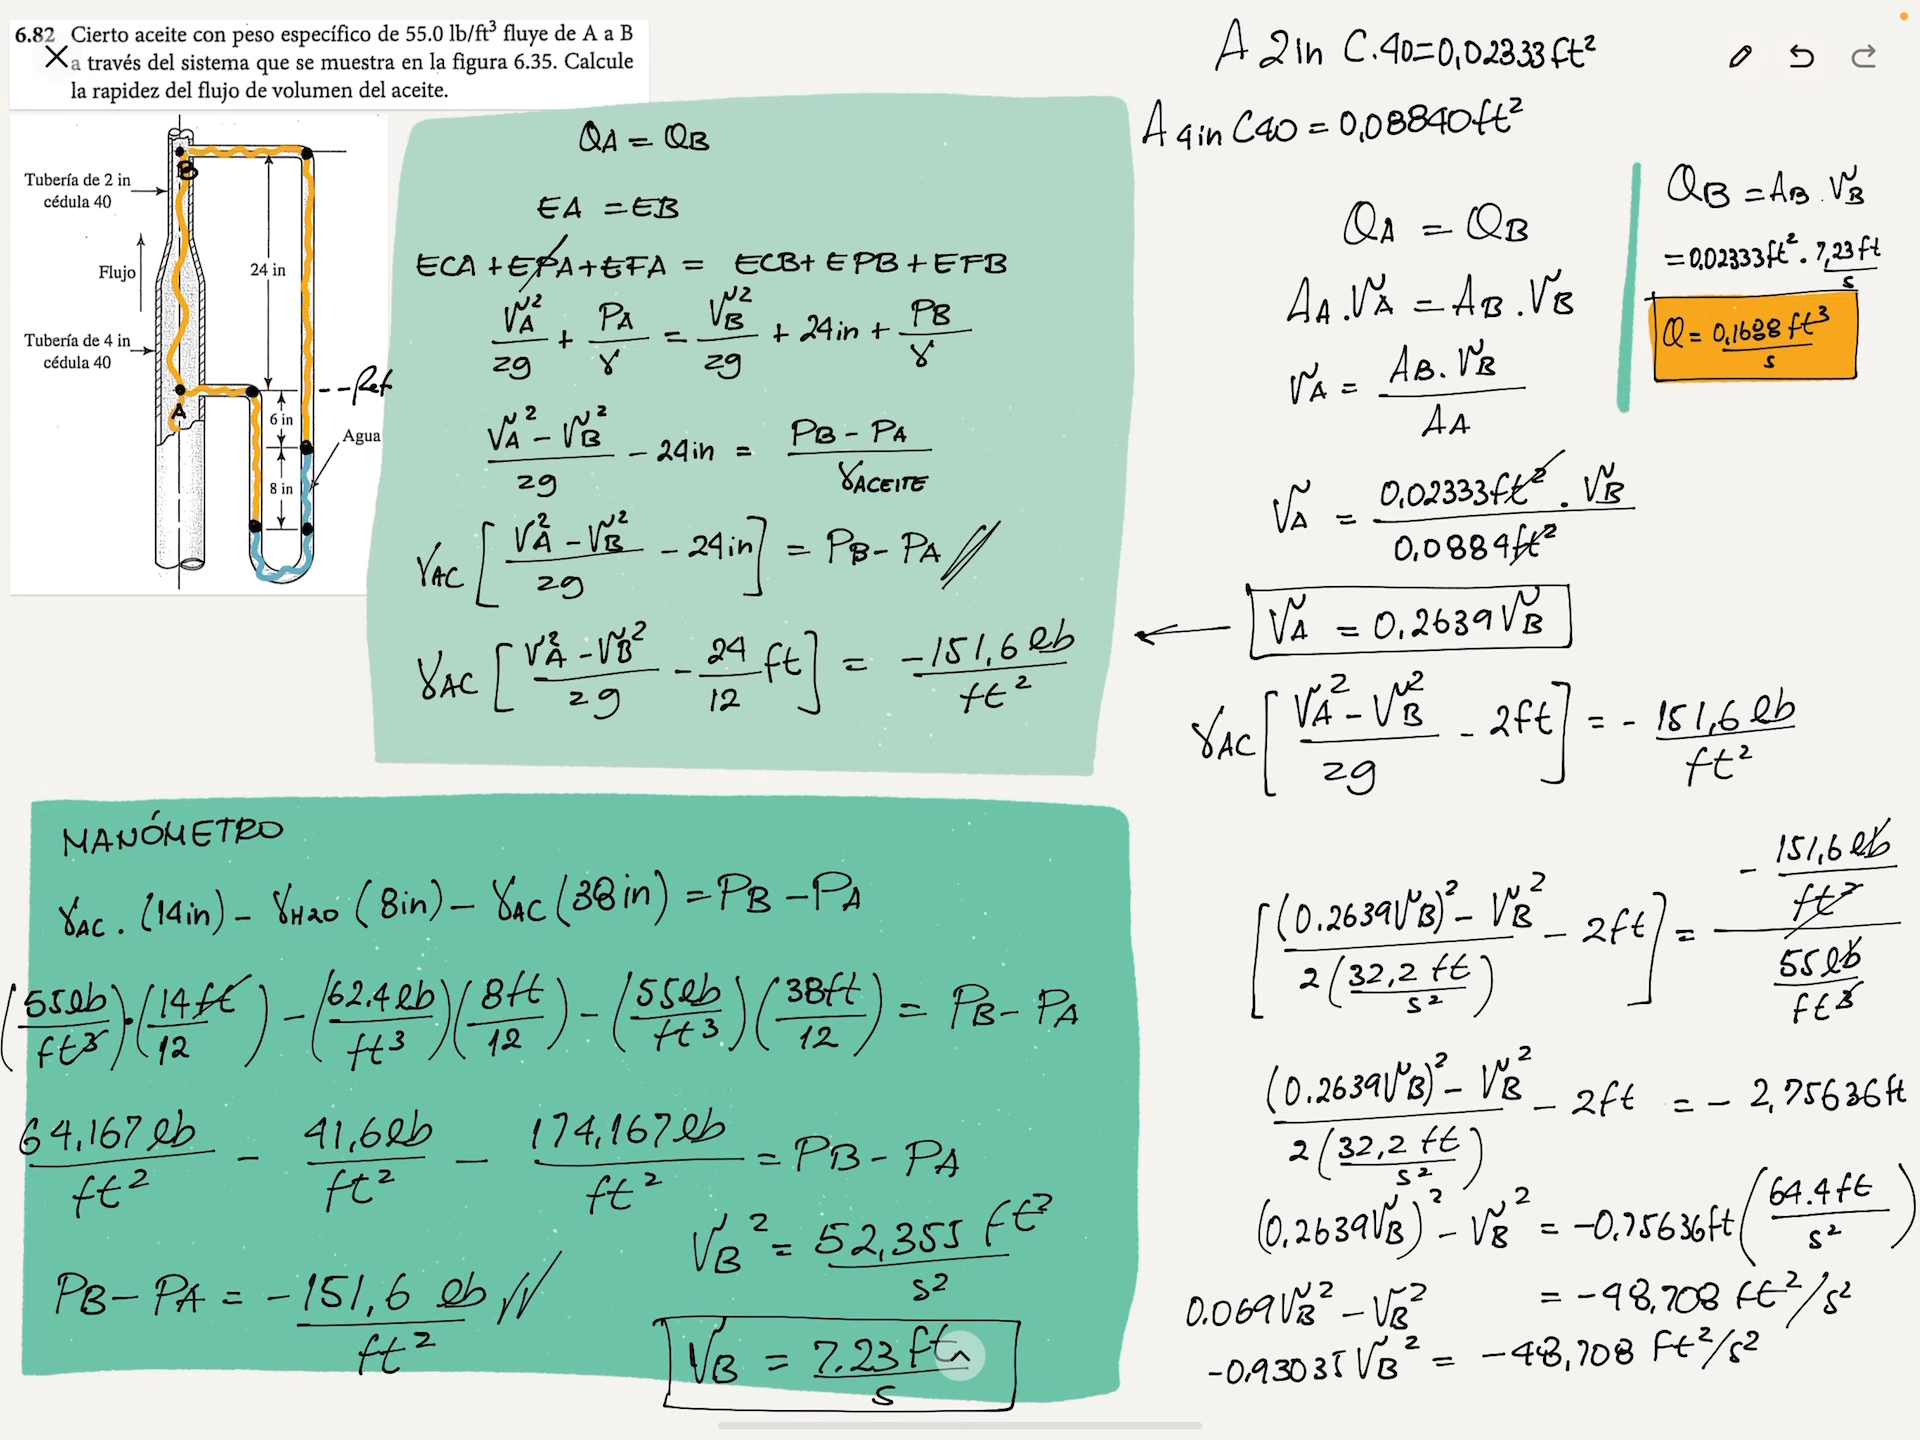 6.82 Cierto aceite con peso específico de 55.0 lb/ft³ fluye de A a B
a través del sistema que se muestra en la figura 6.35. Calcule
la rapidez del flujo de volumen del aceite.
Tubería de 2 in
cédula 40
Flujo
Tubería de 4 in
cédula 40
B
A
24 in
6 in
8 in
Agua
--Ref
QA = QB
EA = EB
ECA + EPA + EFA = ECB + EPB + EFB
VA²/2g + PA/γ = VB²/2g + 24in + PB/γ
(VA² - VB²)/2g - 24in = (PB - PA)/γACEITE
γAC [(VA² - VB²)/2g - 24in] = PB - PA //
γAC [(VA² - VB²)/2g - 24/12 ft] = -151,6 lb/ft²
MANÓMETRO
γAC . (14in) - γH2O (8in) - γAC (38in) = PB - PA
(55lb/ft³) . (14ft/12) - (62.4lb/ft³)(8ft/12) - (55lb/ft³)(38ft/12) = PB - PA
64,167 lb/ft² - 41,6lb/ft² - 174,167lb/ft² = PB - PA
PB - PA = -151,6 lb/ft² //
VB² = 52,355 ft²/s²
VB = 7.23 ft/s
A 2in C.40 = 0,02333 ft²
A 4in C40 = 0,08840 ft²
QA = QB
AA . VA = AB . VB
VA = AB . VB / AA
VA = 0,02333ft² . VB / 0,0884ft²
VA = 0.2639 VB
γAC [(VA² - VB²)/2g - 2ft] = - 151,6 lb/ft²
[((0.2639VB)² - VB²)/2(32,2 ft/s²) - 2ft] = - (151,6 lb/ft²)/(55lb/ft³)
((0.2639VB)² - VB²)/2(32,2 ft/s²) - 2ft = - 2,75636 ft
(0.2639VB)² - VB² = -0.75636ft (64.4ft/s²)
0.069VB² - VB² = -48,708 ft²/s²
-0,93035 VB² = -48,708 ft²/s²
QB = AB . VB
= 0,02333ft² . 7,23 ft/s
Q = 0,1688 ft³/s